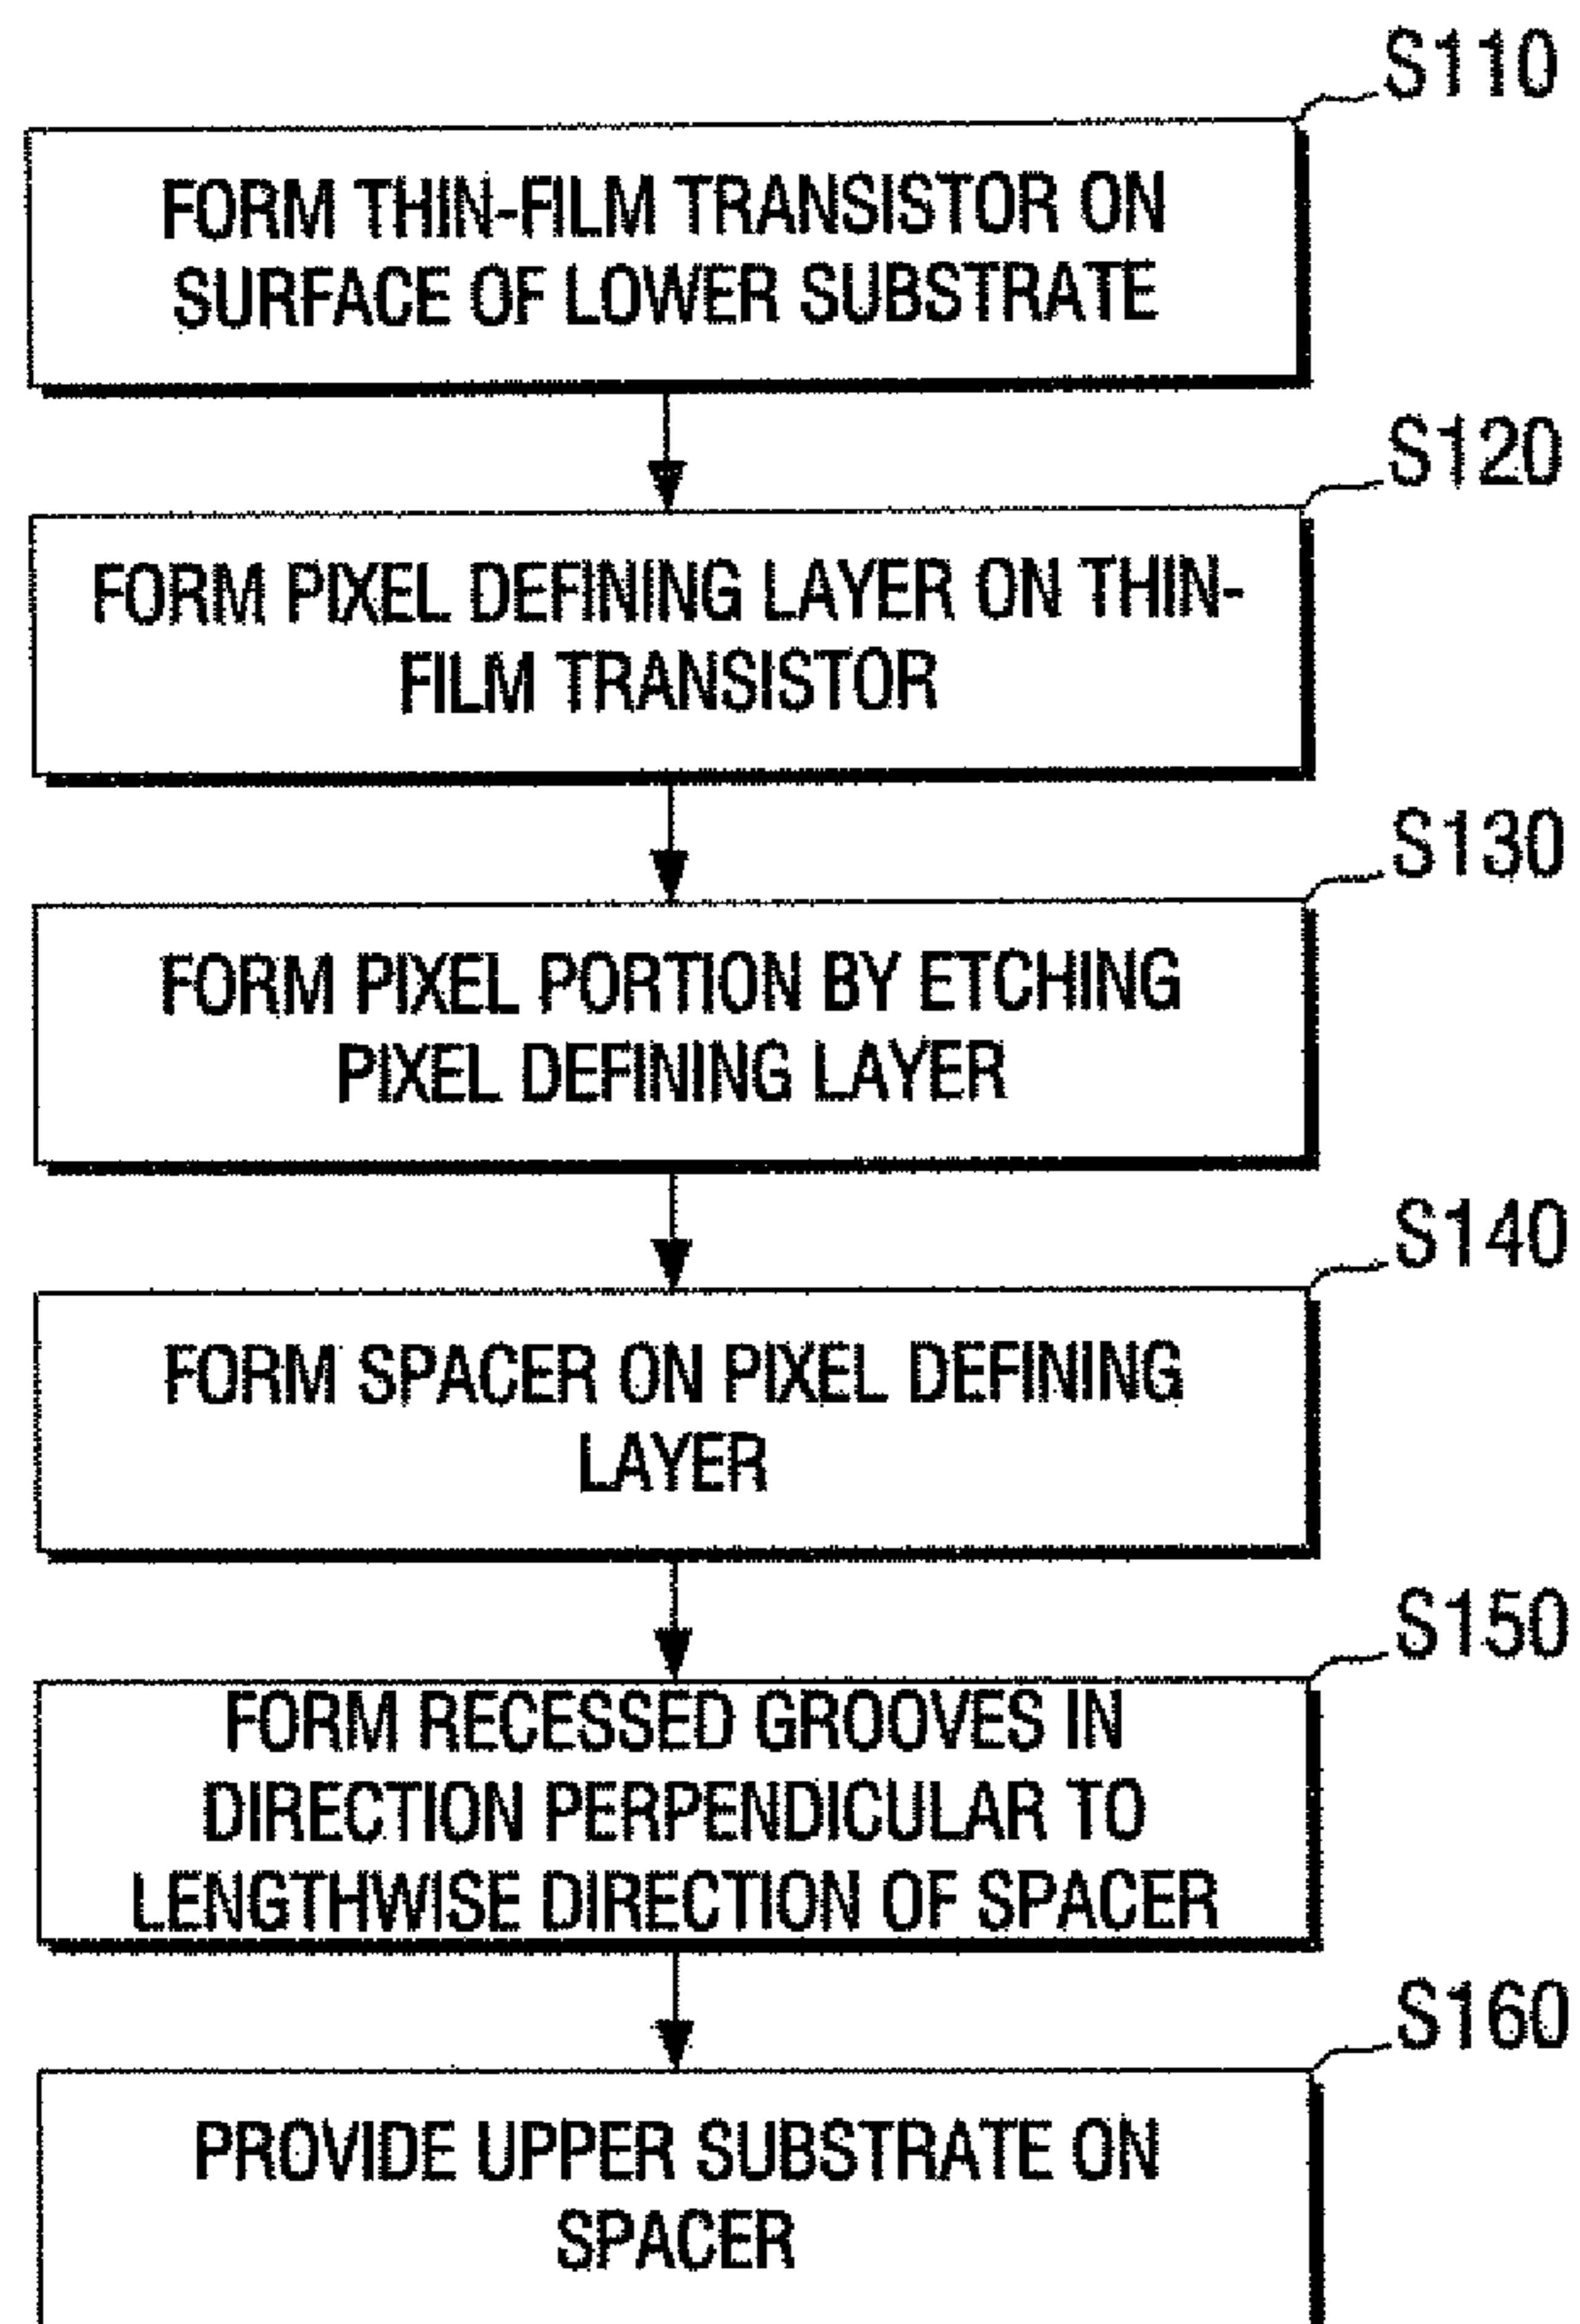 S110
FORM THIN-FILM TRANSISTOR ON
SURFACE OF LOWER SUBSTRATE
S120
FORM PIXEL DEFINING LAYER ON THIN-
FILM TRANSISTOR
S130
FORM PIXEL PORTION BY ETCHING
PIXEL DEFINING LAYER
S140
FORM SPACER ON PIXEL DEFINING
LAYER
S150
FORM RECESSED GROOVES IN
DIRECTION PERPENDICULAR TO
LENGTHWISE DIRECTION OF SPACER
S160
PROVIDE UPPER SUBSTRATE ON
SPACER